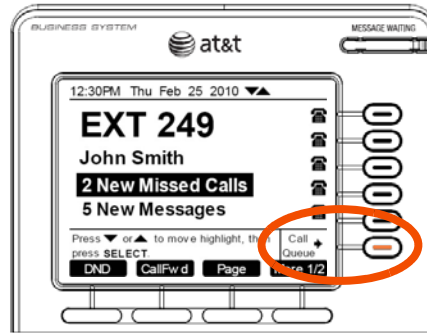 BUSINESS SYSTEM
MESSAGE WAITING
at&t
12:30PM Thu Feb 25 2010 ▼▲
EXT 249
John Smith
2 New Missed Calls
5 New Messages
Press ▼ or ▲ to move highlight, then
press SELECT.
Call
Queue
DND CallFwd Page More 1/2